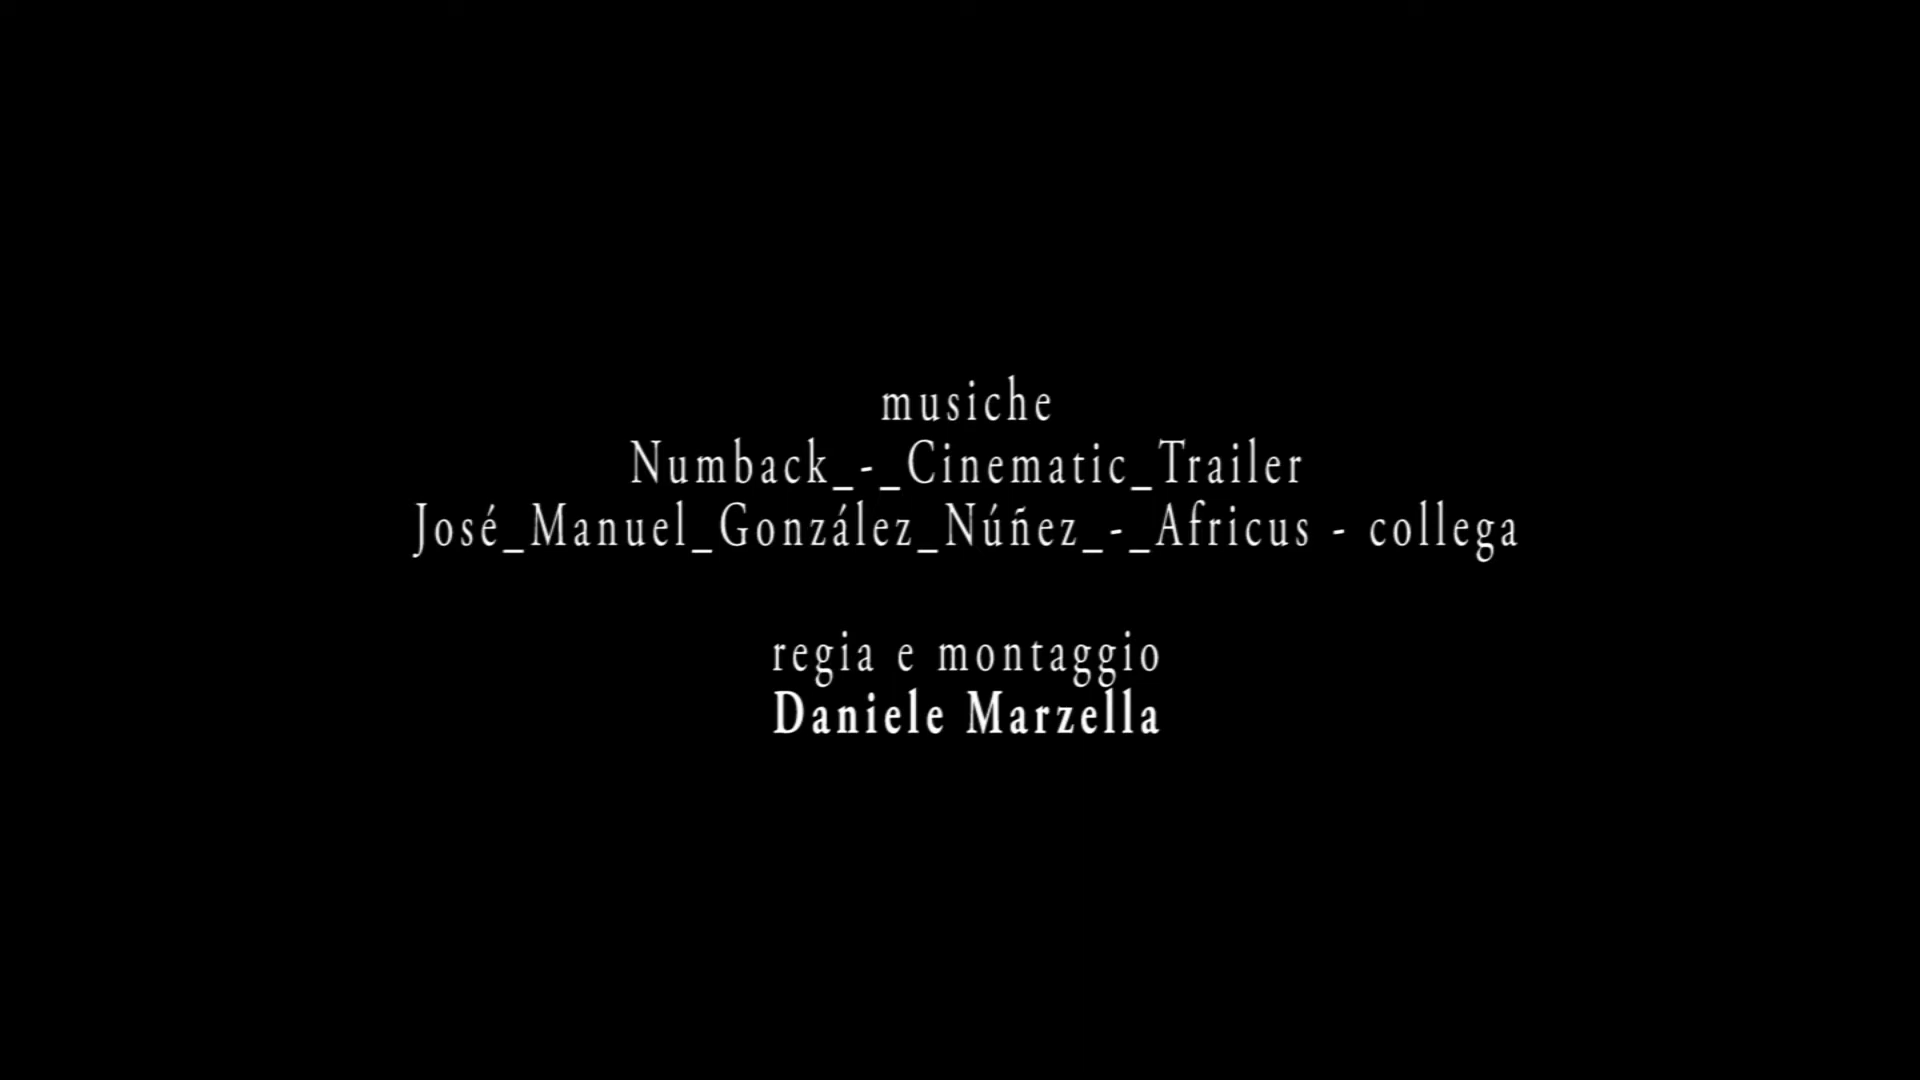 musiche
Numback_-_Cinematic_Trailer
José_Manuel_González_Núñez_-_Africus - collega
regia e montaggio
Daniele Marzella